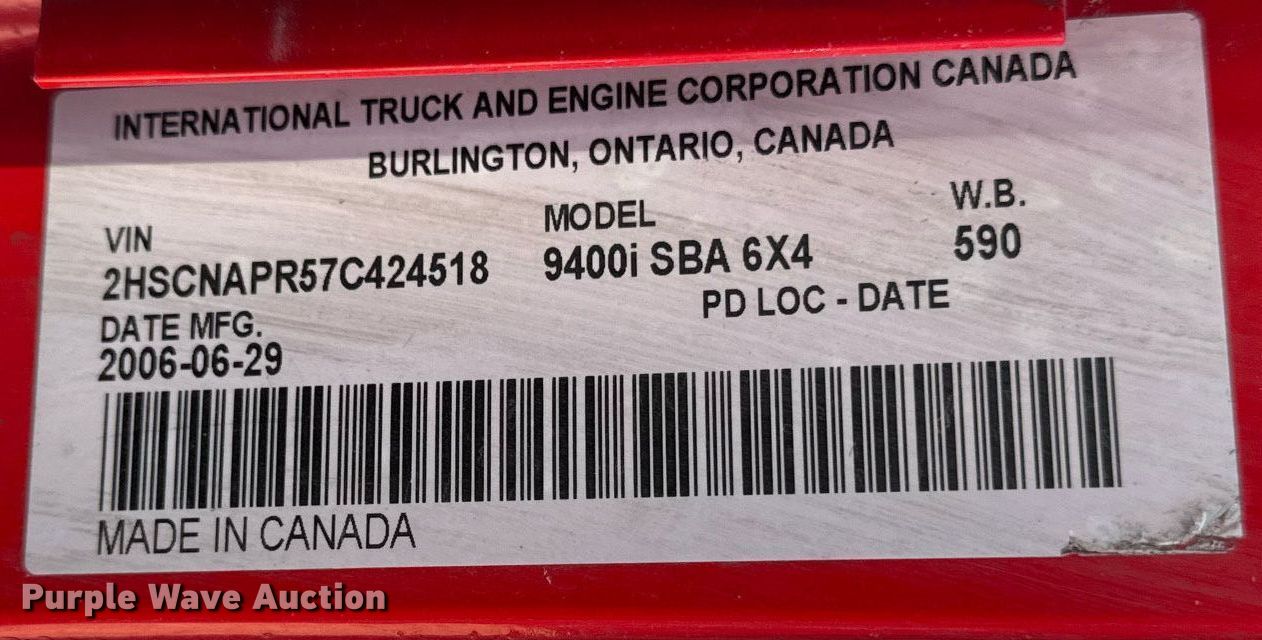 INTERNATIONAL TRUCK AND ENGINE CORPORATION CANADA
BURLINGTON, ONTARIO, CANADA
VIN MODEL W.B.
2HSCNAPR57C424518 9400i SBA 6X4 590
DATE MFG. PD LOC - DATE
2006-06-29
MADE IN CANADA
Purple Wave Auction